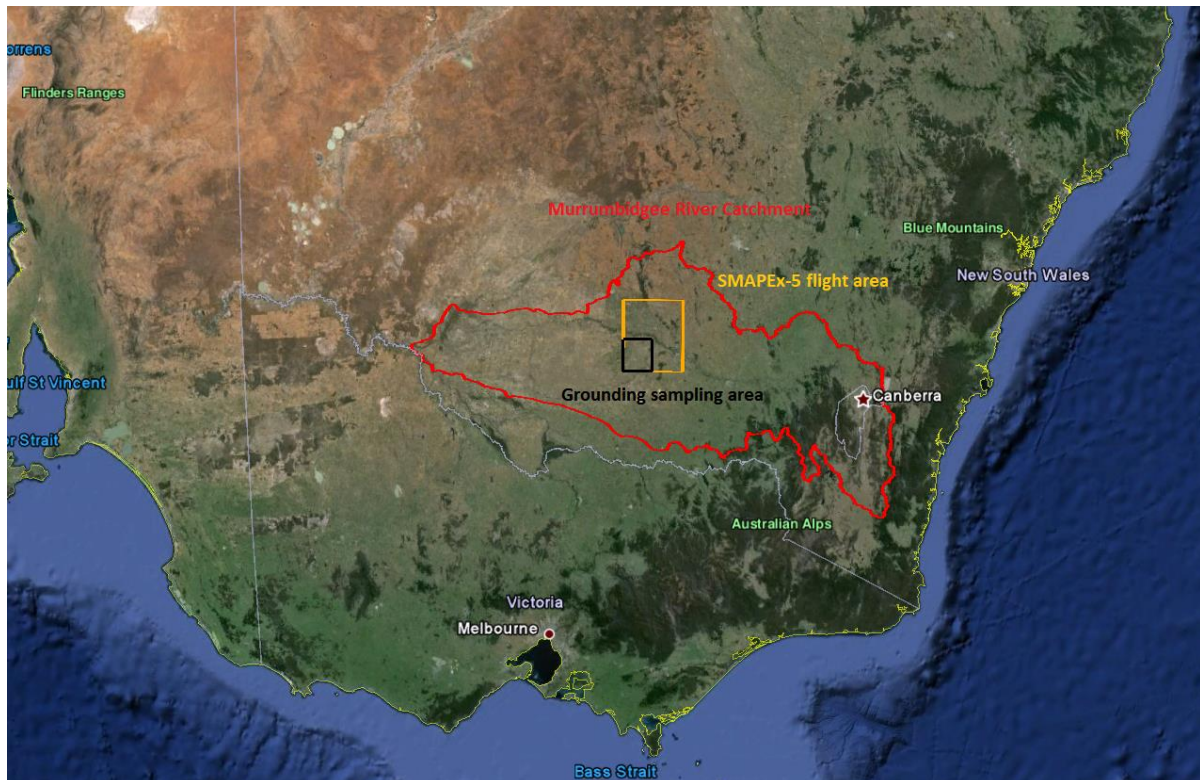 orrens
Flinders Ranges
Murrumbidgee River Catchment
Blue Mountains
New South Wales
SMAPEx-5 flight area
ulf St Vincent
Grounding sampling area
Canberra
or Strait
Australian Alps
Victoria
Melbourne
Bass Strait